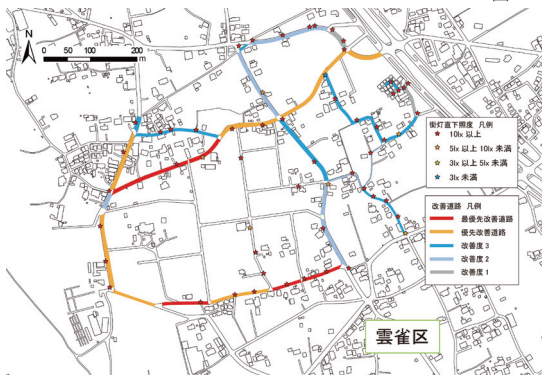 N
0 50 100 200
m
街灯直下照度 凡例
10lx 以上
5lx 以上 10lx 未満
3lx 以上 5lx 未満
3lx 未満
改善道路 凡例
最優先改善道路
優先改善道路
改善度 3
改善度 2
改善度 1
雲雀区